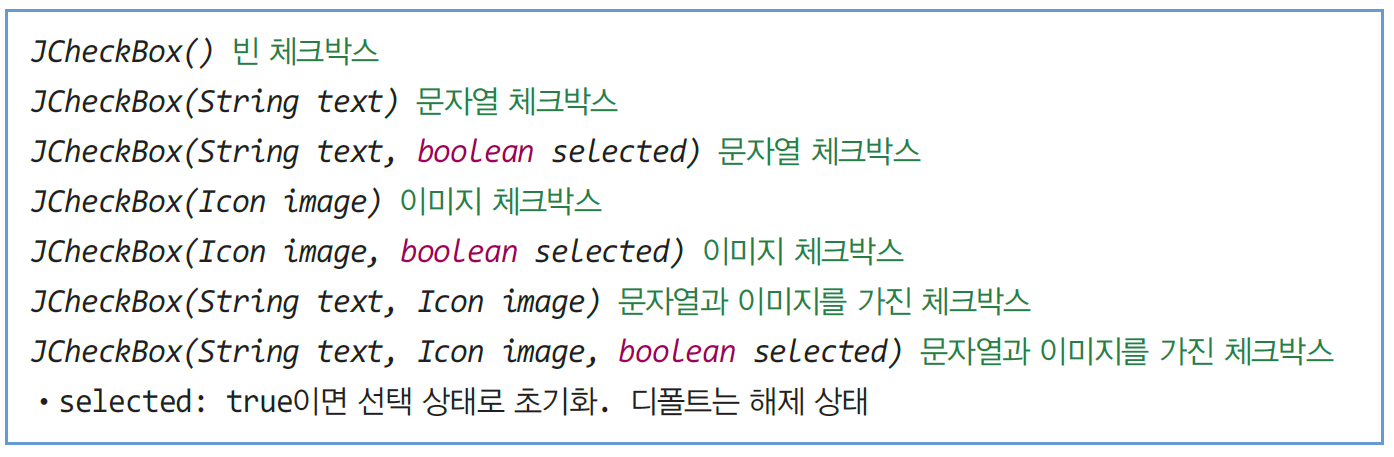 JCheckBox() 빈 체크박스
JCheckBox(String text) 문자열 체크박스
JCheckBox(String text, boolean selected) 문자열 체크박스
JCheckBox(Icon image) 이미지 체크박스
JCheckBox(Icon image, boolean selected) 이미지 체크박스
JCheckBox(String text, Icon image) 문자열과 이미지를 가진 체크박스
JCheckBox(String text, Icon image, boolean selected) 문자열과 이미지를 가진 체크박스
• selected: true이면 선택 상태로 초기화. 디폴트는 해제 상태